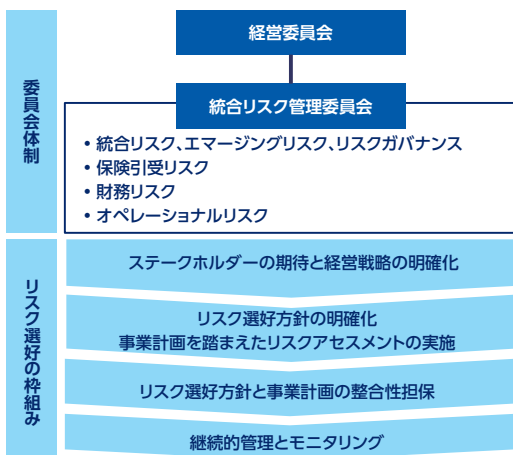 経営委員会
委員会体制
統合リスク管理委員会
• 統合リスク、エマージングリスク、リスクガバナンス
• 保険引受リスク
• 財務リスク
• オペレーショナルリスク
リスク選好の枠組み
ステークホルダーの期待と経営戦略の明確化
リスク選好方針の明確化
事業計画を踏まえたリスクアセスメントの実施
リスク選好方針と事業計画の整合性担保
継続的管理とモニタリング